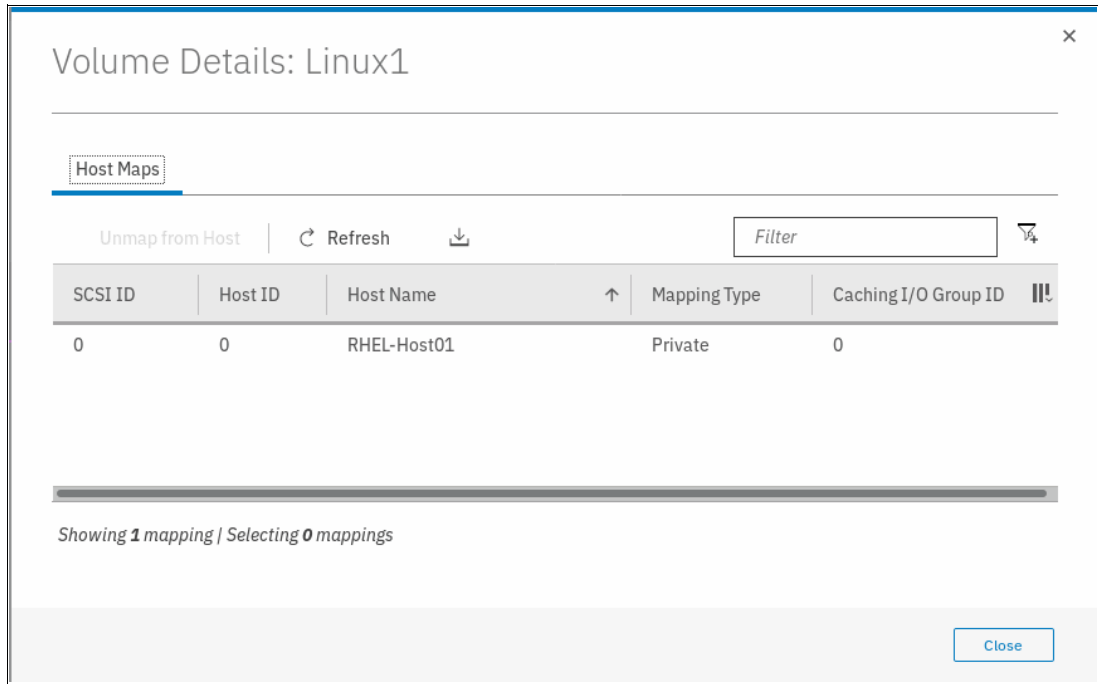 Volume Details: Linux1
Host Maps
Unmap from Host Refresh Filter
SCSI ID Host ID Host Name Mapping Type Caching I/O Group ID
0 0 RHEL-Host01 Private 0
Showing 1 mapping | Selecting 0 mappings
Close